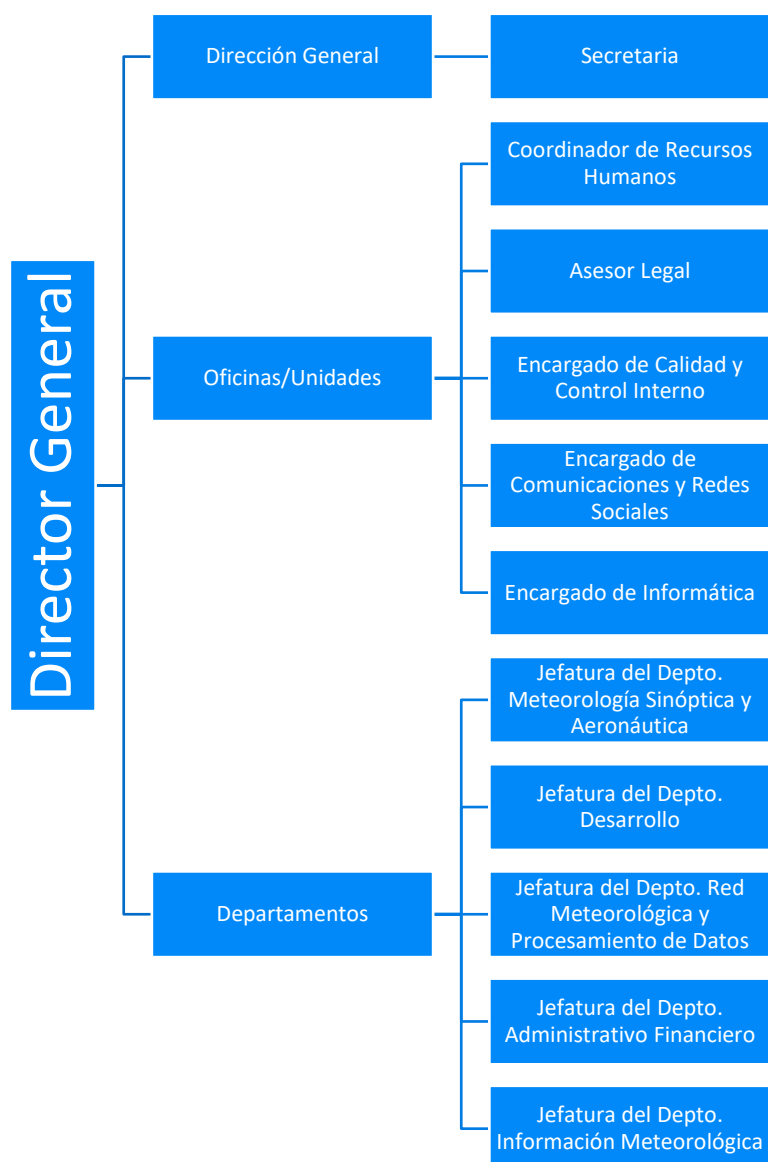 Director General
Dirección General
Secretaria
Oficinas/Unidades
Coordinador de Recursos
Humanos
Asesor Legal
Encargado de Calidad y
Control Interno
Encargado de
Comunicaciones y Redes
Sociales
Encargado de Informática
Departamentos
Jefatura del Depto.
Meteorología Sinóptica y
Aeronáutica
Jefatura del Depto.
Desarrollo
Jefatura del Depto. Red
Meteorológica y
Procesamiento de Datos
Jefatura del Depto.
Administrativo Financiero
Jefatura del Depto.
Información Meteorológica